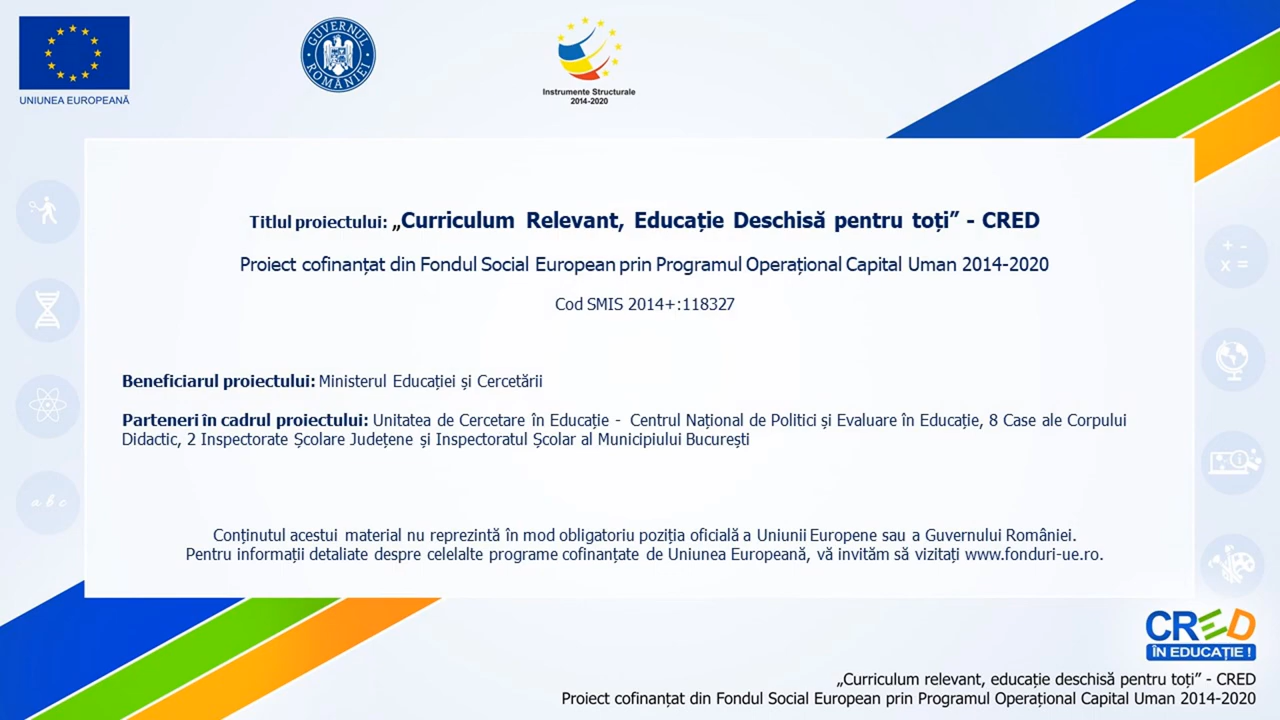 UNIUNEA EUROPEANĂ
GUVERNUL ROMÂNIEI
Instrumente Structurale
2014-2020
Titlul proiectului: „Curriculum Relevant, Educație Deschisă pentru toți” - CRED
Proiect cofinanțat din Fondul Social European prin Programul Operațional Capital Uman 2014-2020
Cod SMIS 2014+:118327
Beneficiarul proiectului: Ministerul Educației și Cercetării
Parteneri în cadrul proiectului: Unitatea de Cercetare în Educație - Centrul Național de Politici și Evaluare în Educație, 8 Case ale Corpului
Didactic, 2 Inspectorate Școlare Județene și Inspectoratul Școlar al Municipiului București
a b c
+ -
x =
Conținutul acestui material nu reprezintă în mod obligatoriu poziția oficială a Uniunii Europene sau a Guvernului României.
Pentru informații detaliate despre celelalte programe cofinanțate de Uniunea Europeană, vă invităm să vizitați www.fonduri-ue.ro.
CRED
ÎN EDUCAȚIE !
„Curriculum relevant, educație deschisă pentru toți” - CRED
Proiect cofinanțat din Fondul Social European prin Programul Operațional Capital Uman 2014-2020